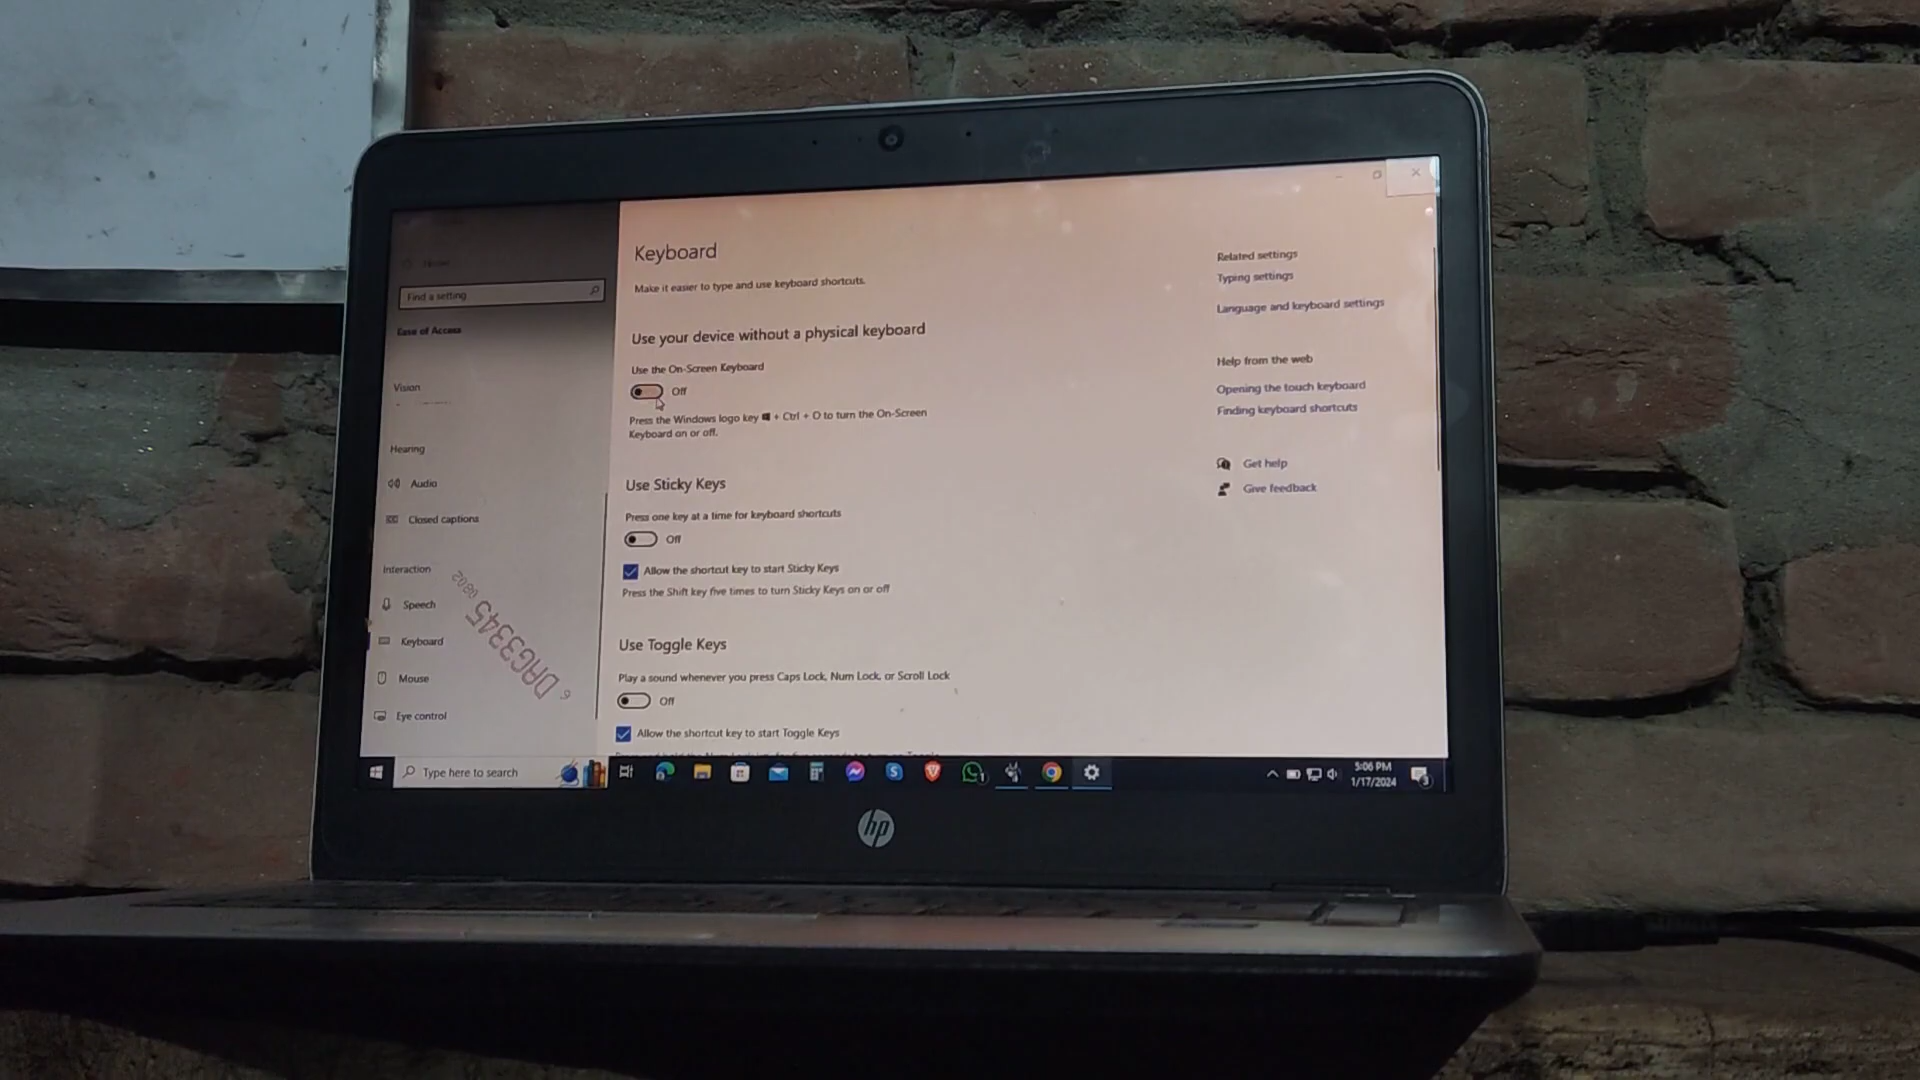 Find a setting
Ease of Access
Vision
Hearing
Audio
Closed captions
Interaction
Speech
Keyboard
Mouse
Eye control
DAG3345 0802
Keyboard
Make it easier to type and use keyboard shortcuts.
Use your device without a physical keyboard
Use the On-Screen Keyboard
Off
Press the Windows logo key + Ctrl + O to turn the On-Screen
Keyboard on or off.
Use Sticky Keys
Press one key at a time for keyboard shortcuts
Off
Allow the shortcut key to start Sticky Keys
Press the Shift key five times to turn Sticky Keys on or off
Use Toggle Keys
Play a sound whenever you press Caps Lock, Num Lock, or Scroll Lock
Off
Allow the shortcut key to start Toggle Keys
Related settings
Typing settings
Language and keyboard settings
Help from the web
Opening the touch keyboard
Finding keyboard shortcuts
Get help
Give feedback
Type here to search
5:06 PM
1/17/2024
hp